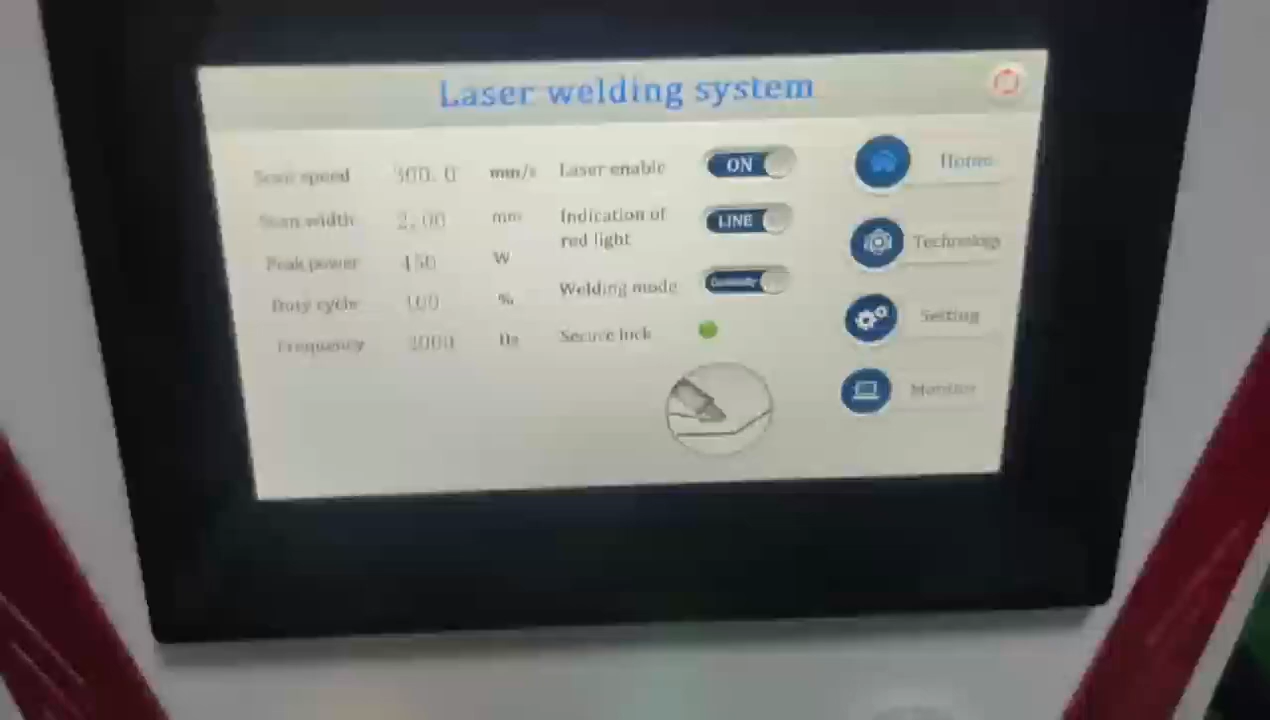 Laser welding system
Scan speed 300.0 mm/s
Scan width 2.00 mm
Peak power 450 W
Duty cycle 100 %
Frequency 2000 Hz
Laser enable ON
Indication of
red light LINE
Welding mode
Secure lock
Home
Technology
Setting
Monitor